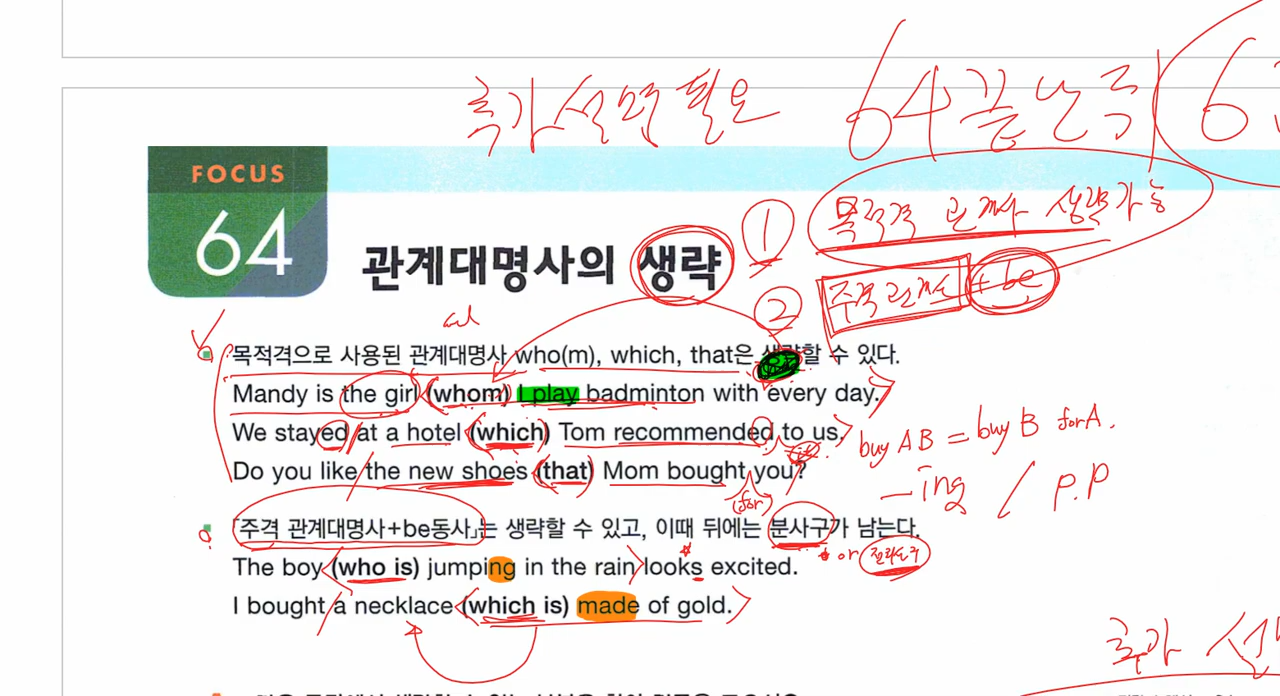 추가 설명 필요 64 끝난 후 6
FOCUS
64
관계대명사의 생략
① 목적격 관.대 생략가능
② 주격 관.대 + be
목적격으로 사용된 관계대명사 who(m), which, that은 생략할 수 있다.
Mandy is the girl (whom) I play badminton with every day.
We stayed at a hotel (which) Tom recommended to us.
buy A B = buy B for A.
Do you like the new shoes (that) Mom bought you?
(for)
-ing / p.p
「주격 관계대명사+be동사」는 생략할 수 있고, 이때 뒤에는 분사구가 남는다.
or 전치사구
The boy (who is) jumping in the rain looks excited.
I bought a necklace (which is) made of gold.
추가